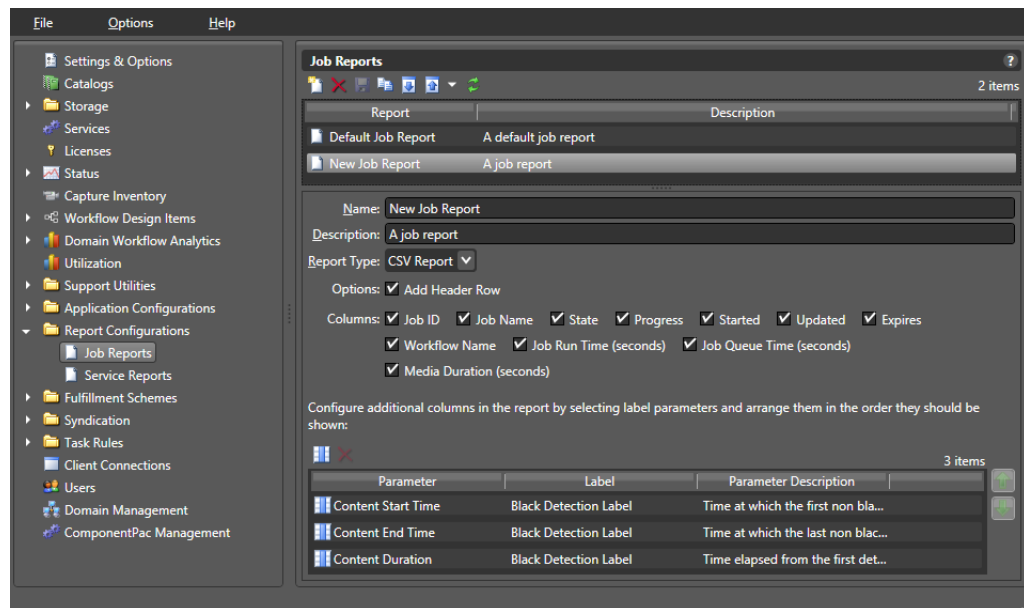 File Options Help
Settings & Options
Catalogs
Storage
Services
Licenses
Status
Capture Inventory
Workflow Design Items
Domain Workflow Analytics
Utilization
Support Utilities
Application Configurations
Report Configurations
Job Reports
Service Reports
Fulfillment Schemes
Syndication
Task Rules
Client Connections
Users
Domain Management
ComponentPac Management
Job Reports ?
2 items
Report Description
Default Job Report A default job report
New Job Report A job report
Name: New Job Report
Description: A job report
Report Type: CSV Report
Options: Add Header Row
Columns: Job ID Job Name State Progress Started Updated Expires
Workflow Name Job Run Time (seconds) Job Queue Time (seconds)
Media Duration (seconds)
Configure additional columns in the report by selecting label parameters and arrange them in the order they should be
shown:
3 items
Parameter Label Parameter Description
Content Start Time Black Detection Label Time at which the first non bla...
Content End Time Black Detection Label Time at which the last non blac...
Content Duration Black Detection Label Time elapsed from the first det...